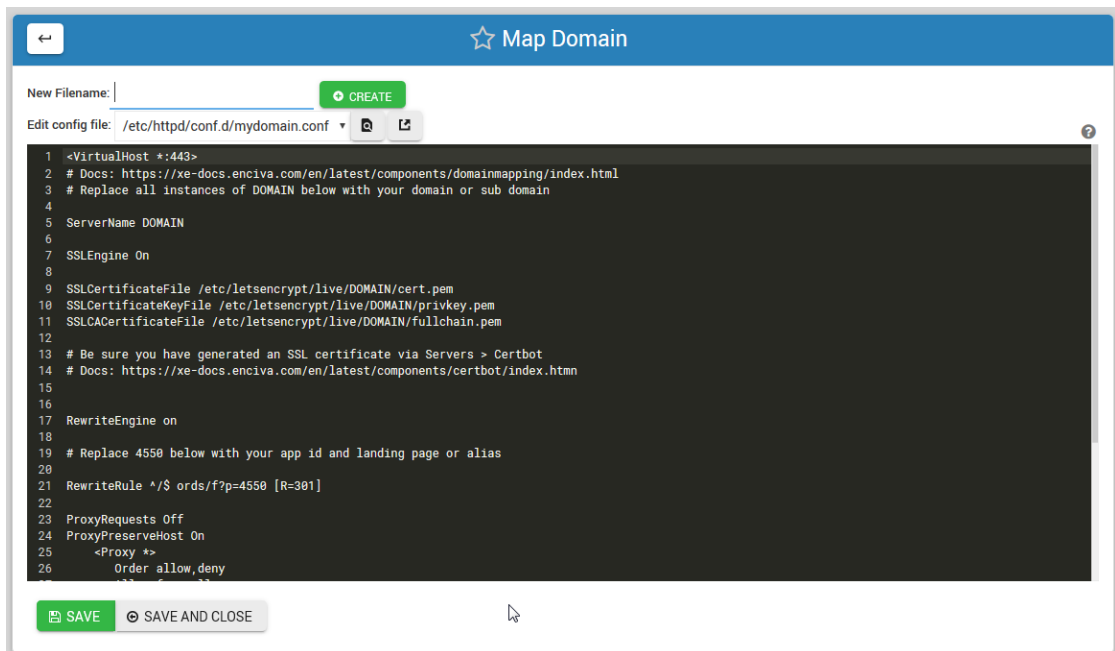 Map Domain
New Filename:
CREATE
Edit config file: /etc/httpd/conf.d/mydomain.conf
1 <VirtualHost *:443>
2 # Docs: https://xe-docs.enciva.com/en/latest/components/domainmapping/index.html
3 # Replace all instances of DOMAIN below with your domain or sub domain
4
5 ServerName DOMAIN
6
7 SSLEngine On
8
9 SSLCertificateFile /etc/letsencrypt/live/DOMAIN/cert.pem
10 SSLCertificateKeyFile /etc/letsencrypt/live/DOMAIN/privkey.pem
11 SSLCACertificateFile /etc/letsencrypt/live/DOMAIN/fullchain.pem
12
13 # Be sure you have generated an SSL certificate via Servers > Certbot
14 # Docs: https://xe-docs.enciva.com/en/latest/components/certbot/index.htmn
15
16
17 RewriteEngine on
18
19 # Replace 4550 below with your app id and landing page or alias
20
21 RewriteRule ^/$ ords/f?p=4550 [R=301]
22
23 ProxyRequests Off
24 ProxyPreserveHost On
25 <Proxy *>
26 Order allow,deny
SAVE
SAVE AND CLOSE